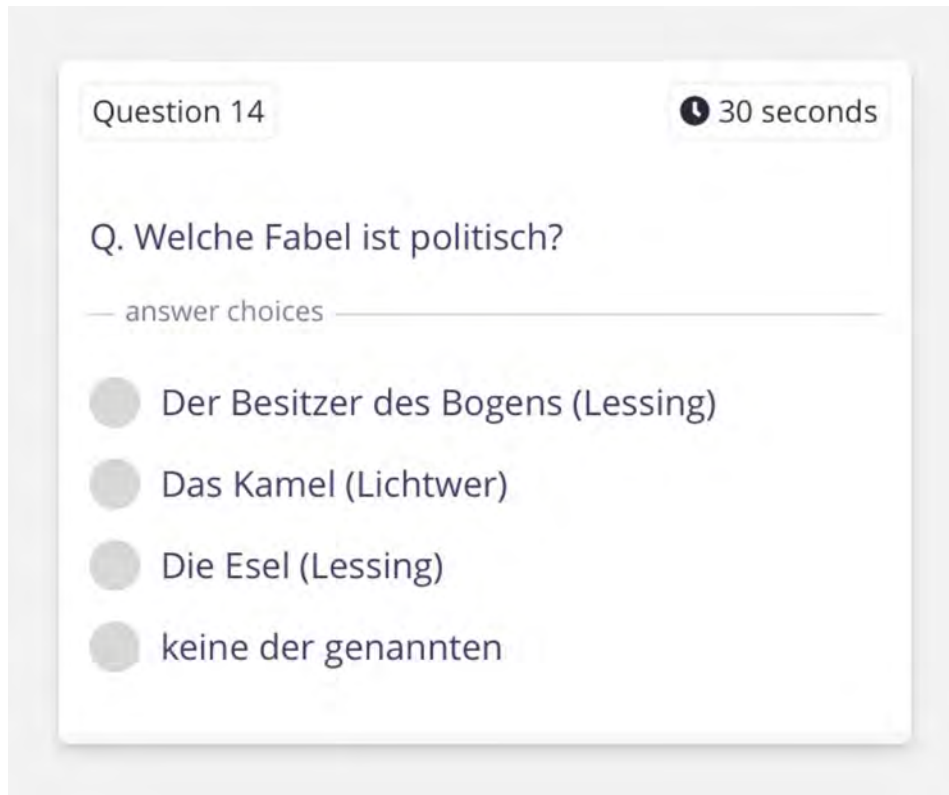 Question 14
30 seconds
Q. Welche Fabel ist politisch?
answer choices
Der Besitzer des Bogens (Lessing)
Das Kamel (Lichtwer)
Die Esel (Lessing)
keine der genannten